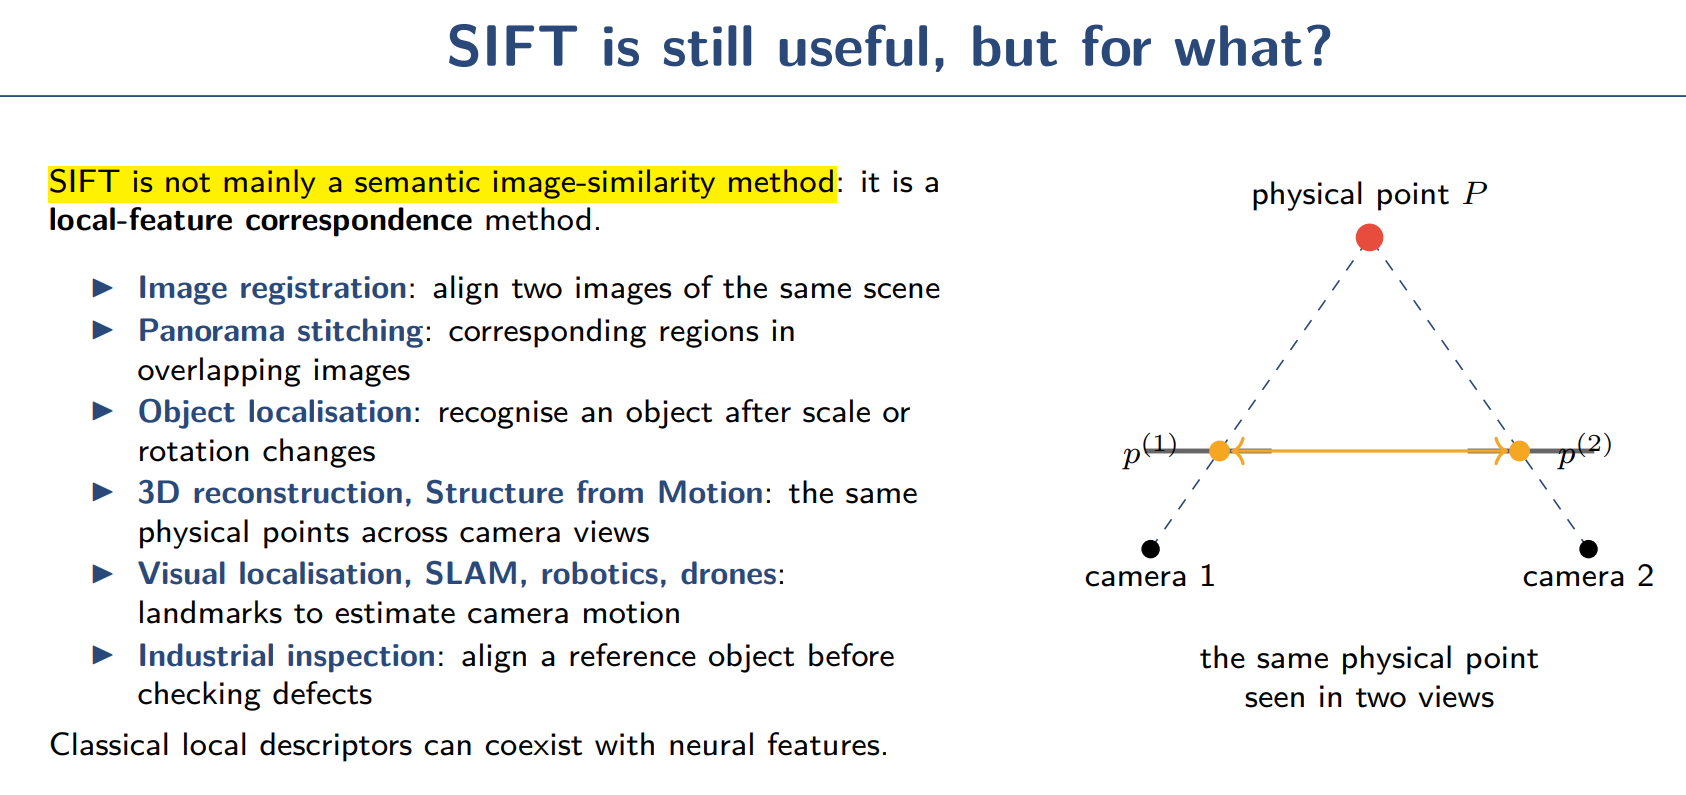 SIFT is still useful, but for what?
SIFT is not mainly a semantic image-similarity method: it is a
local-feature correspondence method.
▶ Image registration: align two images of the same scene
▶ Panorama stitching: corresponding regions in
overlapping images
▶ Object localisation: recognise an object after scale or
rotation changes
▶ 3D reconstruction, Structure from Motion: the same
physical points across camera views
▶ Visual localisation, SLAM, robotics, drones:
landmarks to estimate camera motion
▶ Industrial inspection: align a reference object before
checking defects
Classical local descriptors can coexist with neural features.
physical point P
p(1)
p(2)
camera 1
camera 2
the same physical point
seen in two views